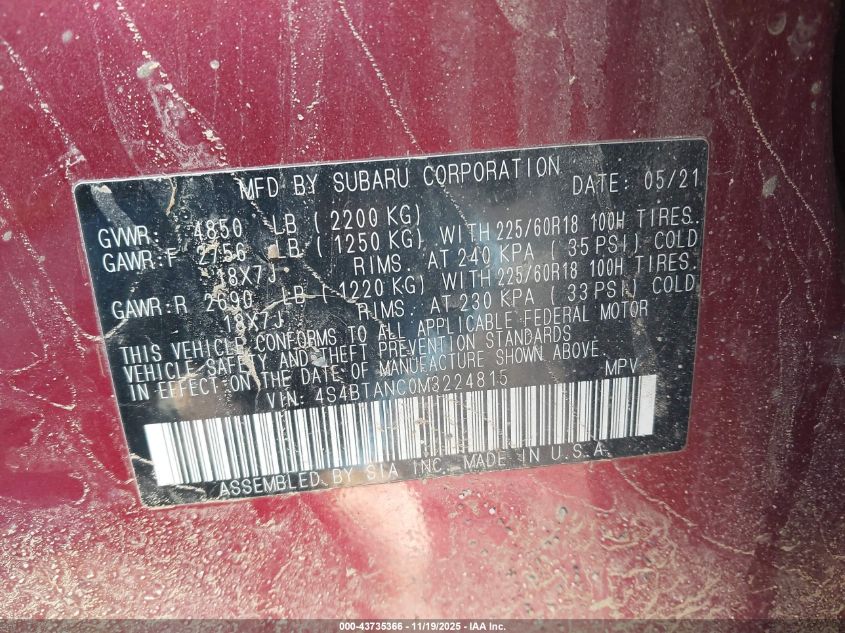 MFD BY SUBARU CORPORATION DATE: 05/21
GVWR: 4850 LB ( 2200 KG)
GAWR:F 2756 LB ( 1250 KG) WITH 225/60R18 100H TIRES.
18X7J RIMS. AT 240 KPA ( 35 PSI) COLD
GAWR:R 2690 LB ( 1220 KG) WITH 225/60R18 100H TIRES.
18X7J RIMS. AT 230 KPA ( 33 PSI) COLD
THIS VEHICLE CONFORMS TO ALL APPLICABLE FEDERAL MOTOR
VEHICLE SAFETY AND THEFT PREVENTION STANDARDS
IN EFFECT ON THE DATE OF MANUFACTURE SHOWN ABOVE.
VIN: 4S4BTANC0M3224815 MPV
ASSEMBLED BY SIA INC. MADE IN U.S.A.
000-43735366 - 11/19/2025 - IAA Inc.